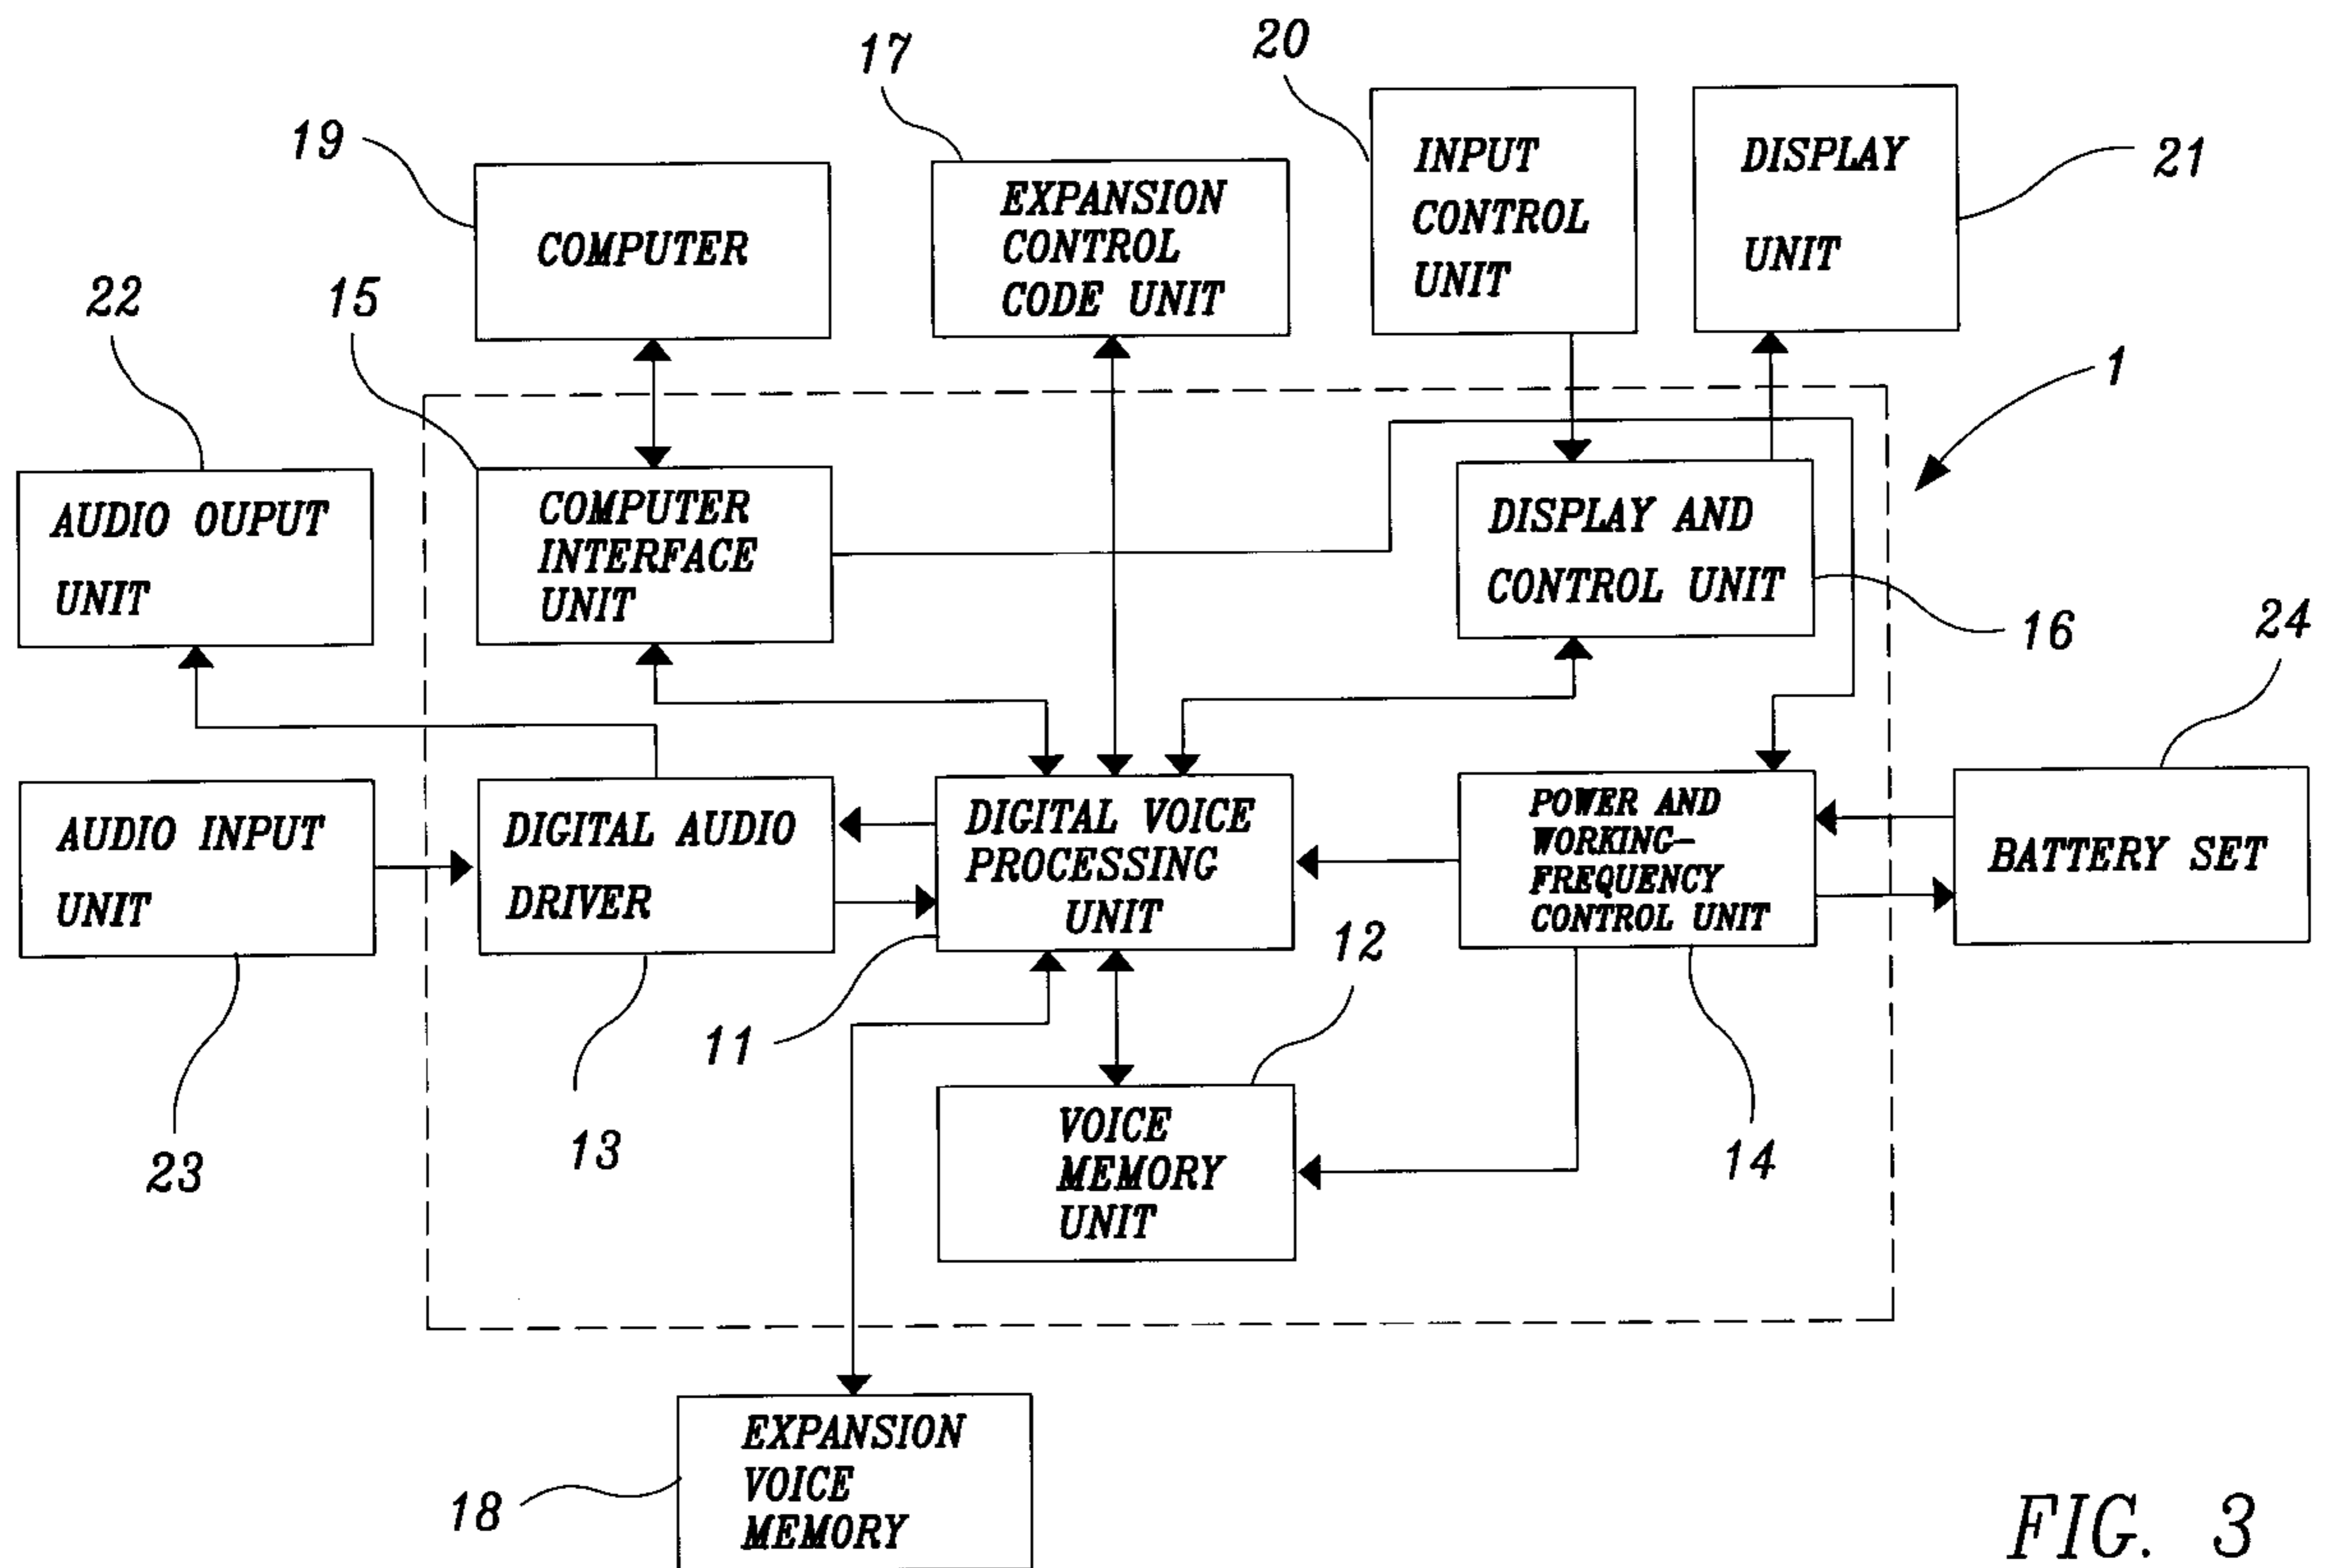 17
20
19
COMPUTER
EXPANSION
CONTROL
CODE UNIT
INPUT
CONTROL
UNIT
DISPLAY
UNIT
21
22
15
1
AUDIO OUPUT
UNIT
COMPUTER
INTERFACE
UNIT
DISPLAY AND
CONTROL UNIT
16
24
AUDIO INPUT
UNIT
DIGITAL AUDIO
DRIVER
DIGITAL VOICE
PROCESSING
UNIT
POWER AND
WORKING-
FREQUENCY
CONTROL UNIT
BATTERY SET
12
11
23
13
VOICE
MEMORY
UNIT
14
18
EXPANSION
VOICE
MEMORY
FIG. 3